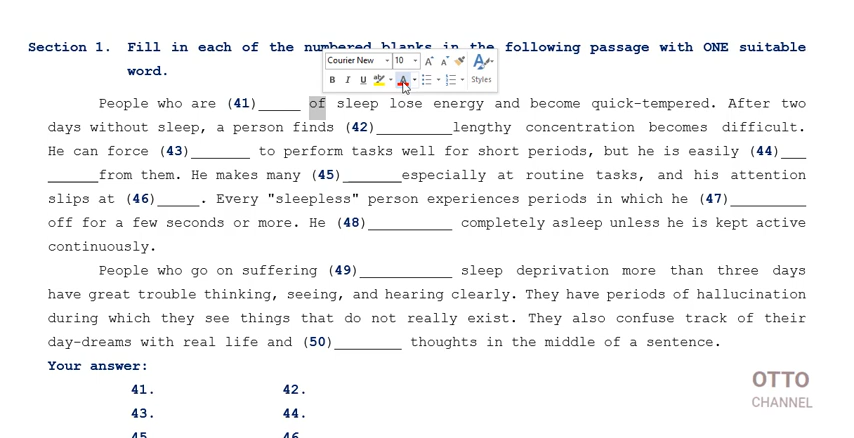 Section 1. Fill in each of the numbered blanks in the following passage with ONE suitable
word.
Courier New 10 A A A
B I U aby A Styles
People who are (41)_____ of sleep lose energy and become quick-tempered. After two
days without sleep, a person finds (42)_________lengthy concentration becomes difficult.
He can force (43)_______ to perform tasks well for short periods, but he is easily (44)___
______from them. He makes many (45)_______especially at routine tasks, and his attention
slips at (46)_____. Every "sleepless" person experiences periods in which he (47)_________
off for a few seconds or more. He (48)__________ completely asleep unless he is kept active
continuously.
People who go on suffering (49)___________ sleep deprivation more than three days
have great trouble thinking, seeing, and hearing clearly. They have periods of hallucination
during which they see things that do not really exist. They also confuse track of their
day-dreams with real life and (50)________ thoughts in the middle of a sentence.
Your answer:
41. 42.
43. 44.
45 46
OTTO
CHANNEL